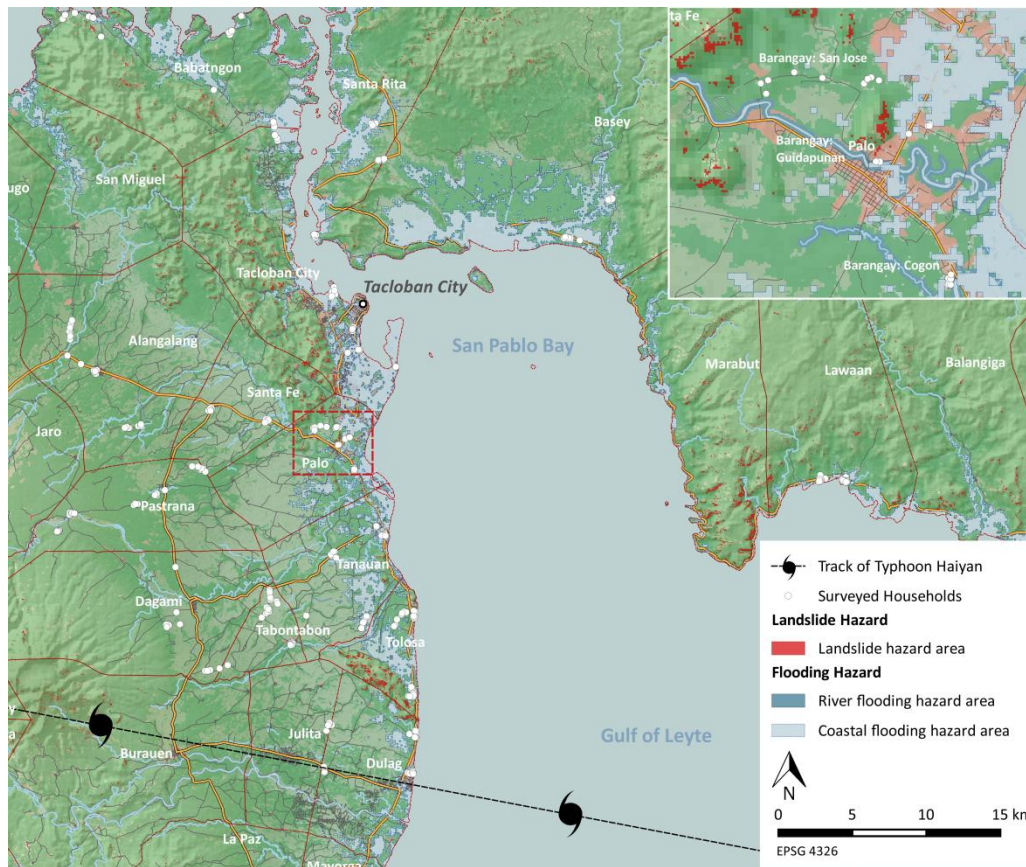 Babatngon
Santa Rita
Basey
San Miguel
ugo
Tacloban City
Tacloban City
Alangalang
San Pablo Bay
Santa Fe
Jaro
Palo
Pastrana
Tanauan
Dagami
Tabontabon
Tolosa
Burauen
Julita
Dulag
Gulf of Leyte
La Paz
Mayorga
Marabut
Lawaan
Balangiga
ta Fe
Barangay: San Jose
Barangay:
Guidapunan
Palo
Barangay: Cogon
Track of Typhoon Haiyan
Surveyed Households
Landslide Hazard
Landslide hazard area
Flooding Hazard
River flooding hazard area
Coastal flooding hazard area
N
0 5 10 15 km
EPSG 4326